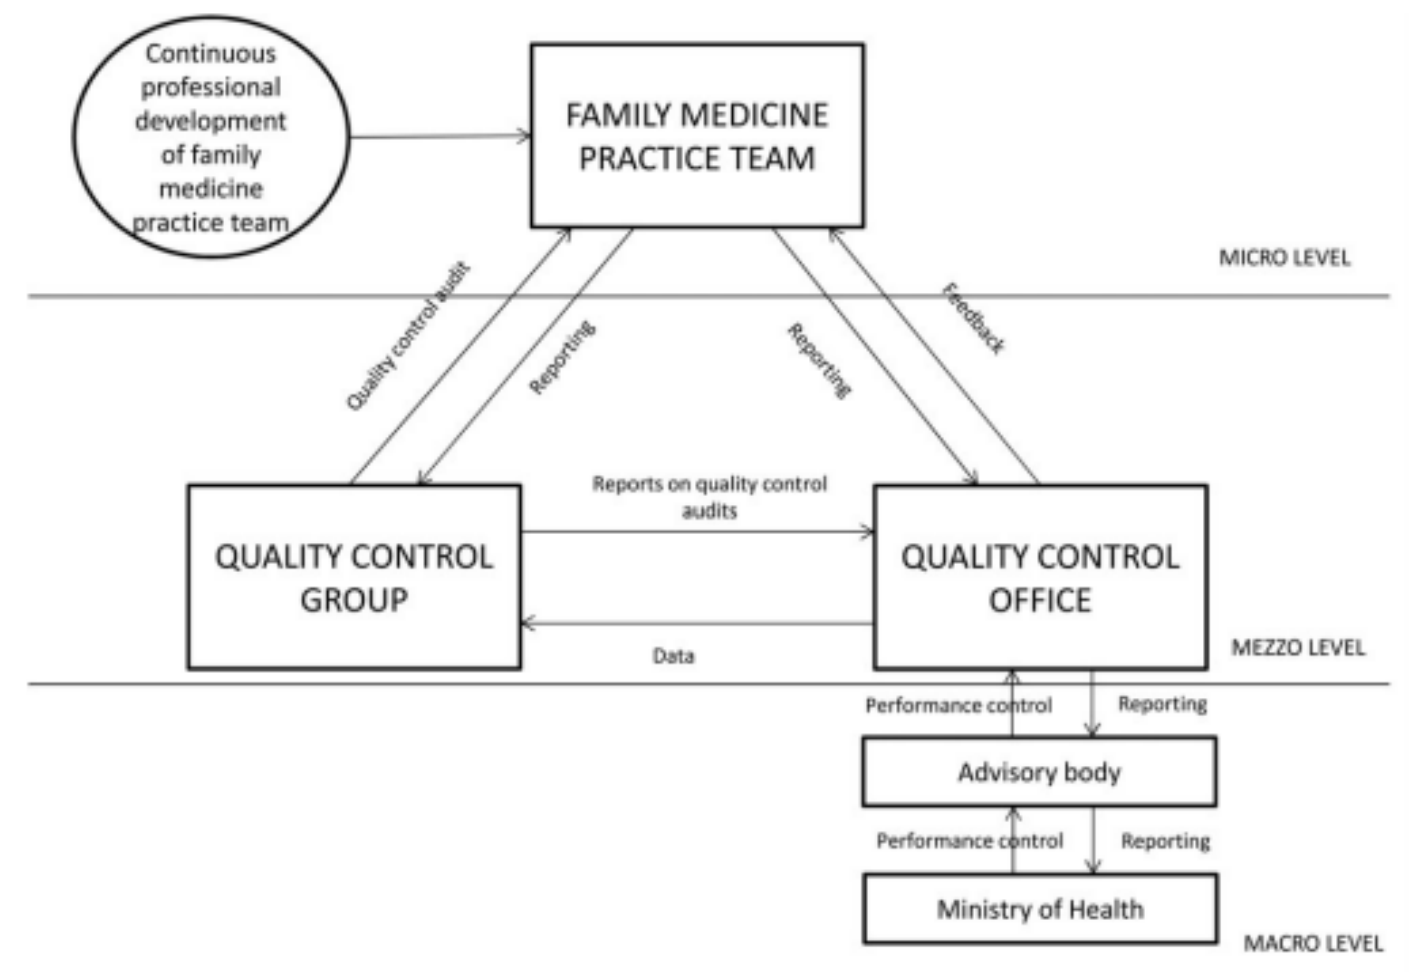 Continuous
professional
development
of family
medicine
practice team
FAMILY MEDICINE
PRACTICE TEAM
MICRO LEVEL
Quality control audit
Reporting
Reporting
Feedback
Reports on quality control
audits
QUALITY CONTROL
GROUP
QUALITY CONTROL
OFFICE
Data
MEZZO LEVEL
Performance control
Reporting
Advisory body
Performance control
Reporting
Ministry of Health
MACRO LEVEL